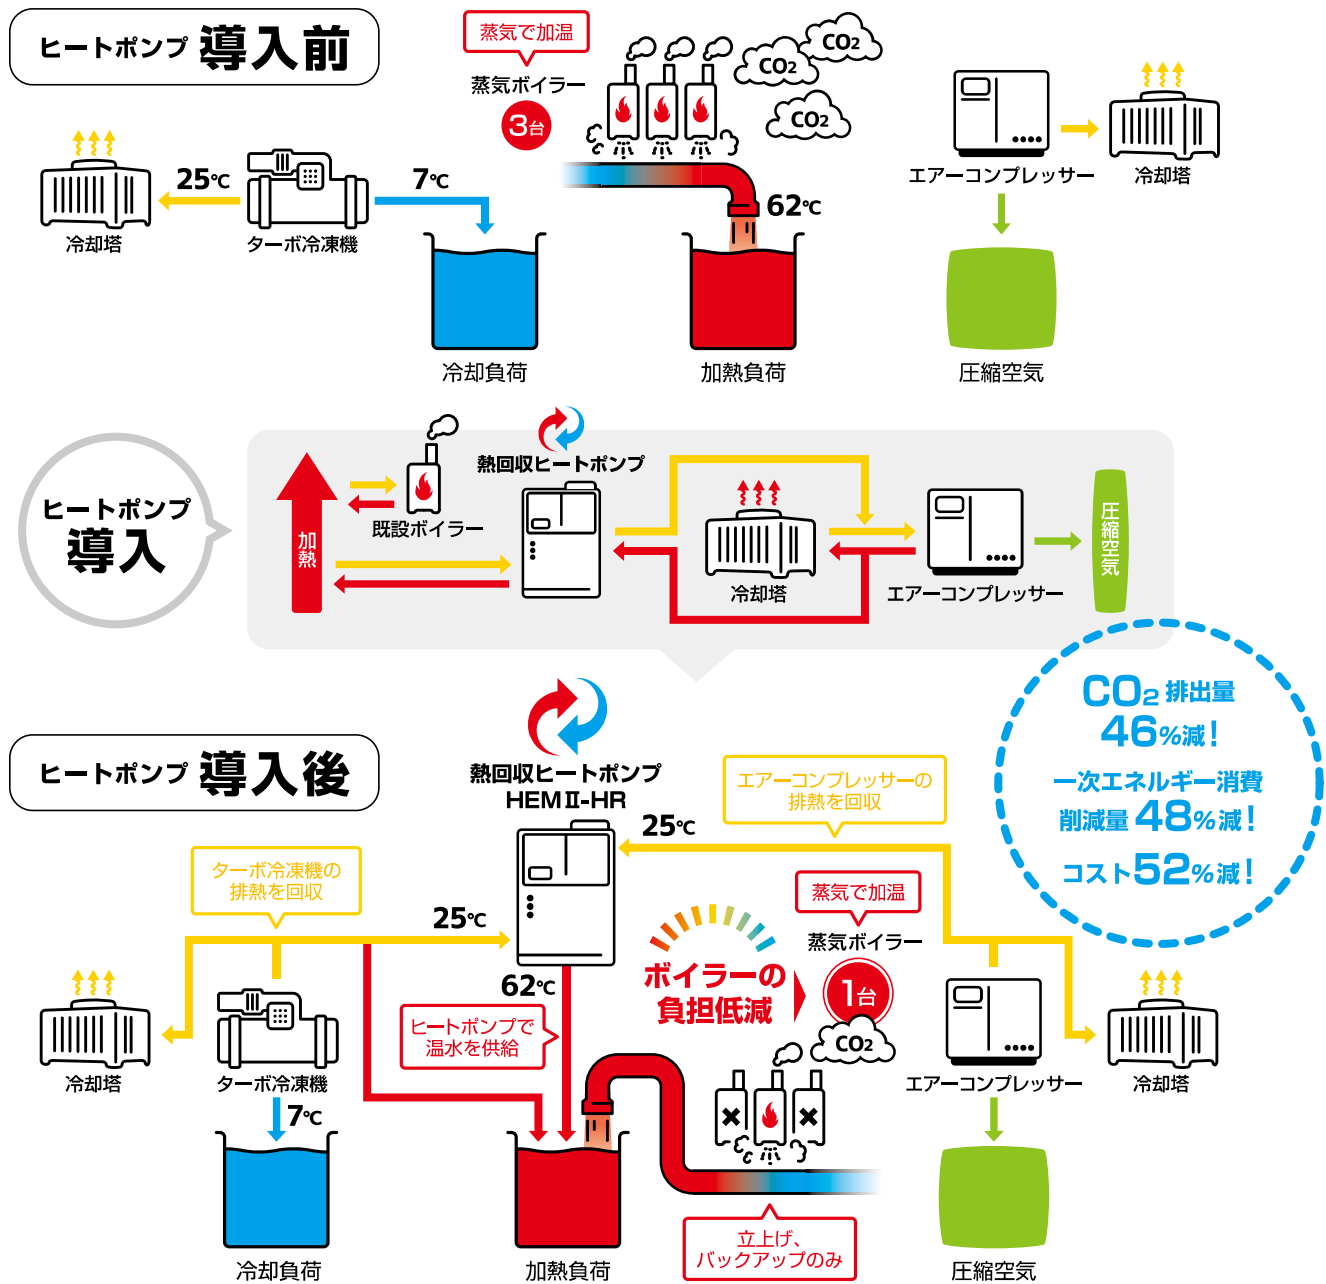 ヒートポンプ 導入前
蒸気で加温
蒸気ボイラー
3台
CO2
CO2
CO2
62℃
25℃
7℃
冷却塔
ターボ冷凍機
エアーコンプレッサー
冷却塔
冷却負荷
加熱負荷
圧縮空気
ヒートポンプ
導入
加熱
既設ボイラー
熱回収ヒートポンプ
冷却塔
エアーコンプレッサー
圧縮空気
CO2 排出量
46%減!
一次エネルギー消費
削減量 48%減!
コスト52%減!
ヒートポンプ 導入後
熱回収ヒートポンプ
HEMⅡ-HR
エアーコンプレッサーの
排熱を回収
25℃
ターボ冷凍機の
排熱を回収
25℃
蒸気で加温
蒸気ボイラー
1台
ボイラーの
負担低減
62℃
ヒートポンプで
温水を供給
CO2
冷却塔
ターボ冷凍機
エアーコンプレッサー
冷却塔
7℃
立上げ、
バックアップのみ
冷却負荷
加熱負荷
圧縮空気